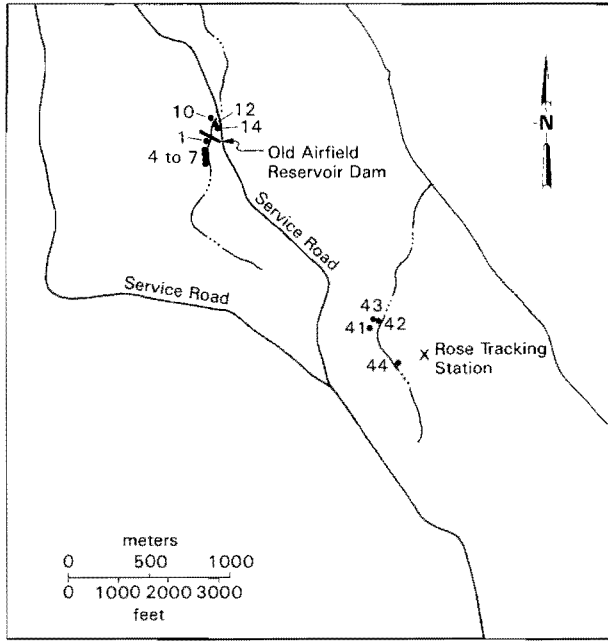 10
12
14
1
4 to 7
Old Airfield
Reservoir Dam
N
Service Road
Service Road
43
42
41
44
X Rose Tracking
Station
meters
0 500 1000
0 1000 2000 3000
feet